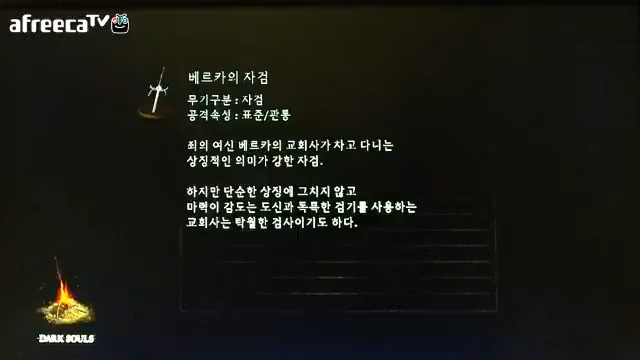 afreecaTV
베르카의 자검
무기구분 : 자검
공격속성 : 표준/관통
죄의 여신 베르카의 교회사가 차고 다니는
상징적인 의미가 강한 자검.
하지만 단순한 상징에 그치지 않고
마력이 감도는 도신과 독특한 검기를 사용하는
교회사는 탁월한 검사이기도 하다.
DARK SOULS